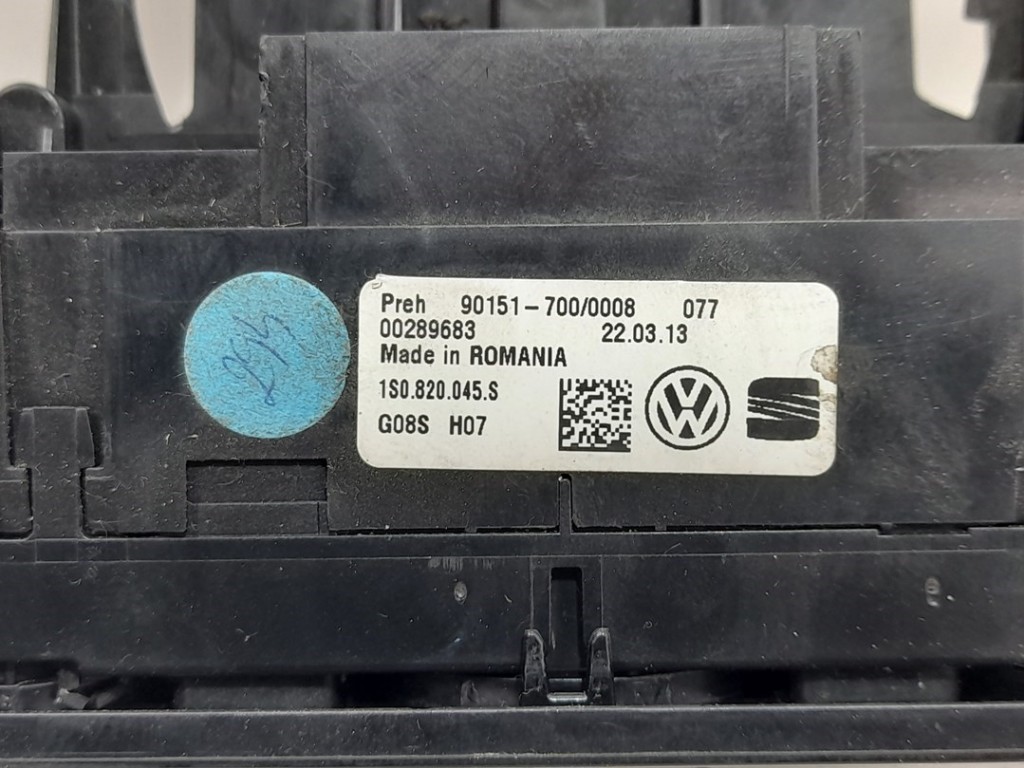 Preh 90151-700/0008 077
00289683 22.03.13
Made in ROMANIA
1S0.820.045.S
G08S H07